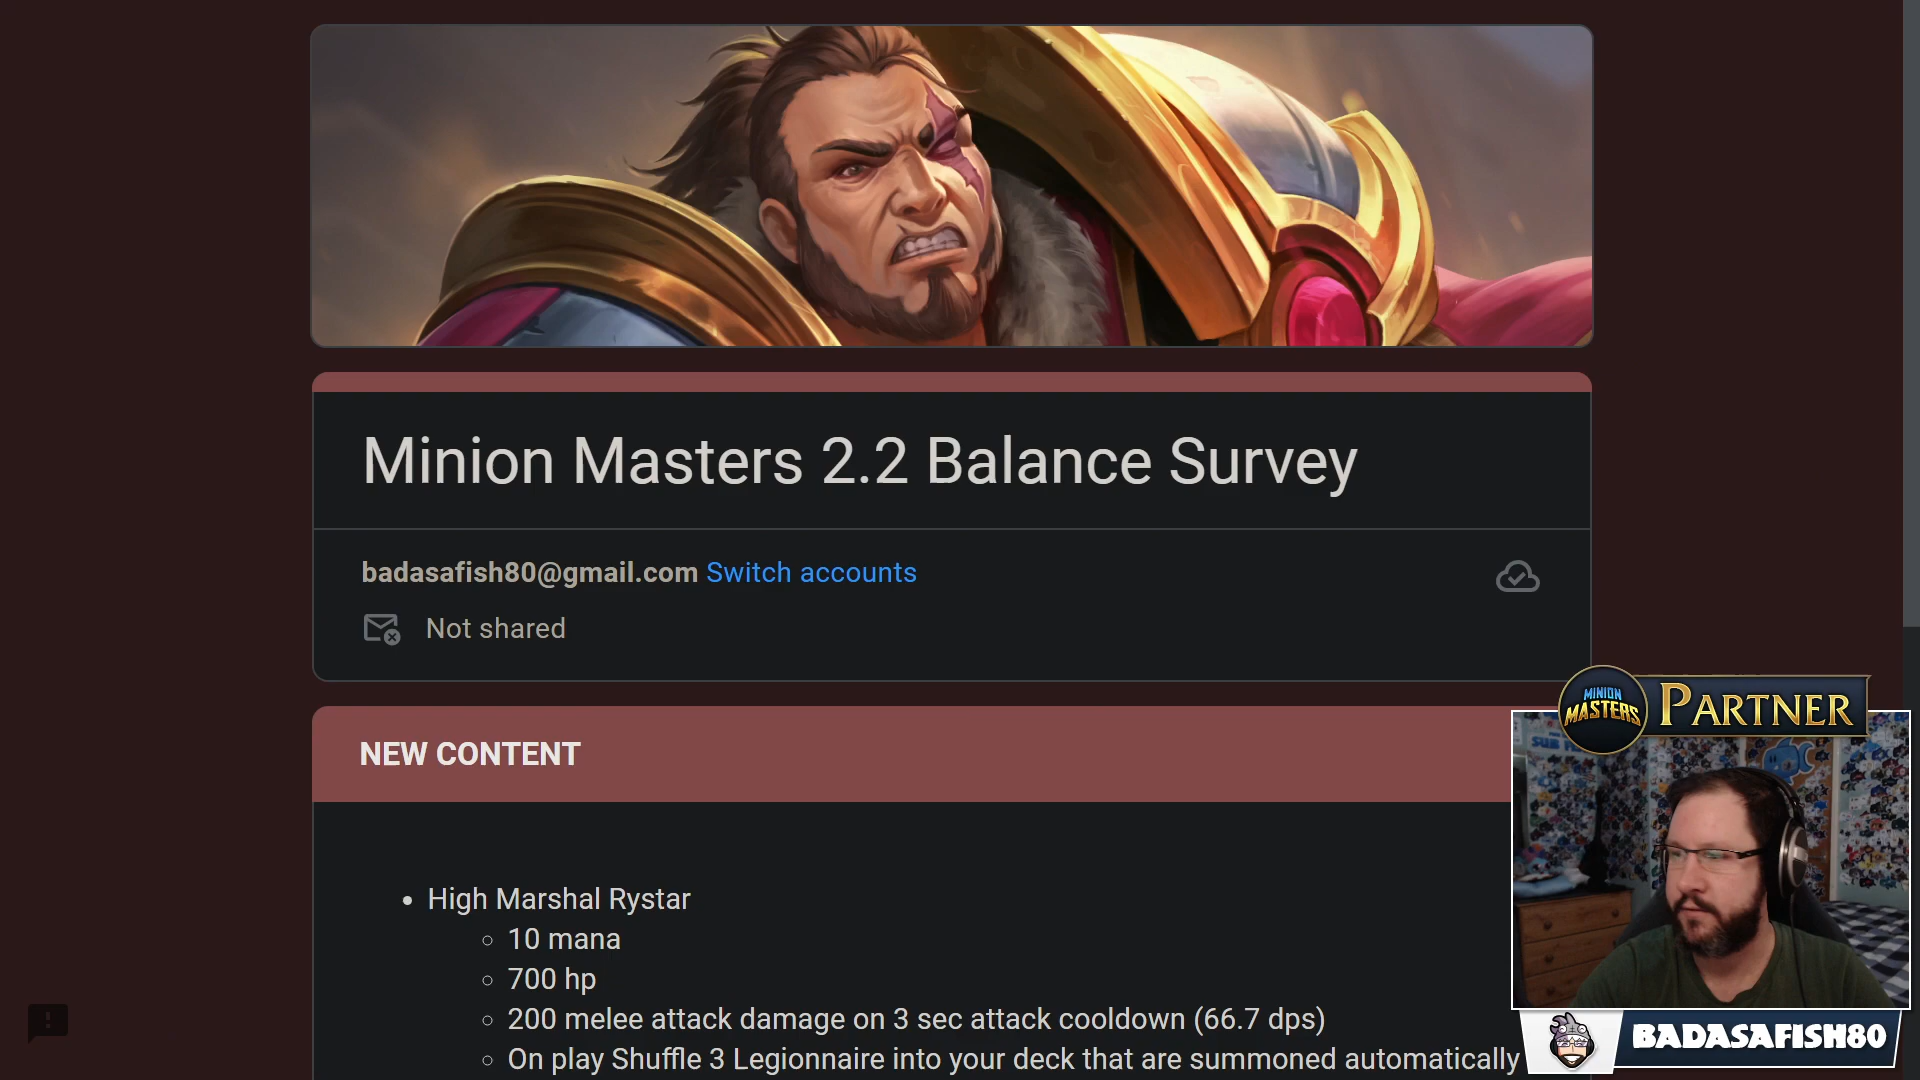 Minion Masters 2.2 Balance Survey
badasafish80@gmail.com Switch accounts
Not shared
NEW CONTENT
High Marshal Rystar
10 mana
700 hp
200 melee attack damage on 3 sec attack cooldown (66.7 dps)
On play Shuffle 3 Legionnaire into your deck that are summoned automatically
MINION
MASTERS
PARTNER
SUB
BADASAFISH80